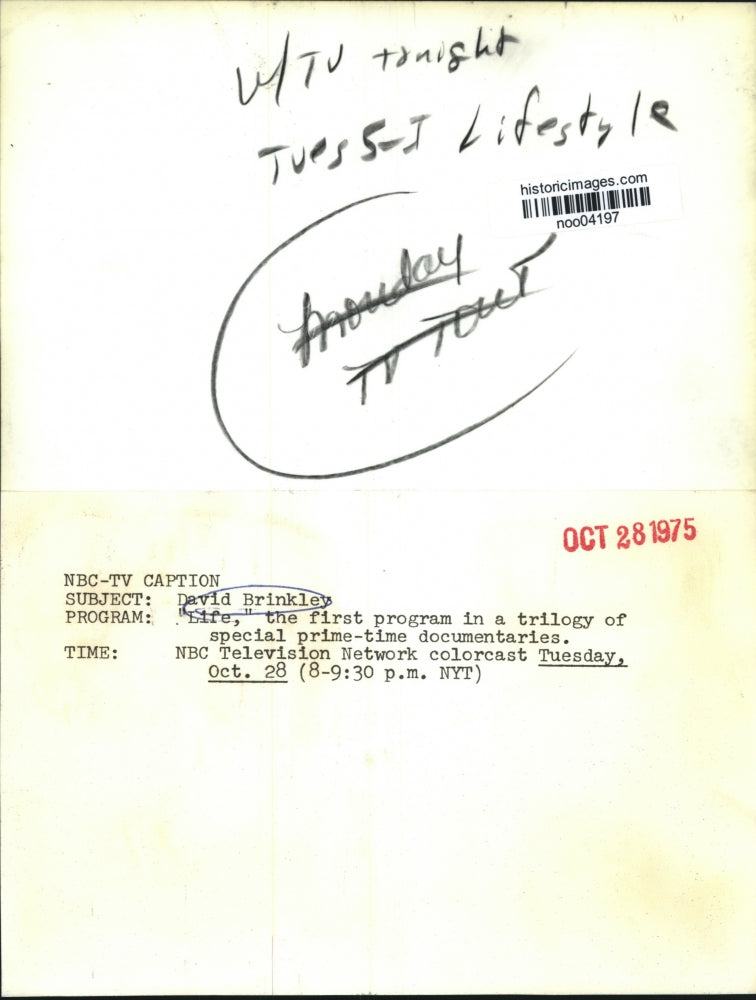 w/TV tonight
Tues 5-I Lifestyle
historicimages.com
noo04197
Monday
TV
OCT 28 1975
NBC-TV CAPTION
SUBJECT: David Brinkley
PROGRAM: "Life," the first program in a trilogy of
special prime-time documentaries.
TIME: NBC Television Network colorcast Tuesday,
Oct. 28 (8-9:30 p.m. NYT)